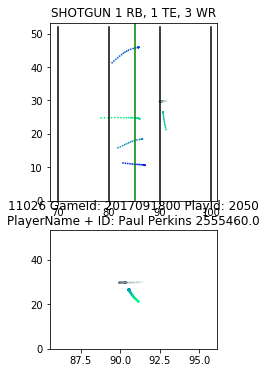 SHOTGUN 1 RB, 1 TE, 3 WR
50
40
30
20
10
0
70 80 90 100
11026 GameId: 2017091800 PlayId: 2050
PlayerName + ID: Paul Perkins 2555460.0
40
20
0
87.5 90.0 92.5 95.0